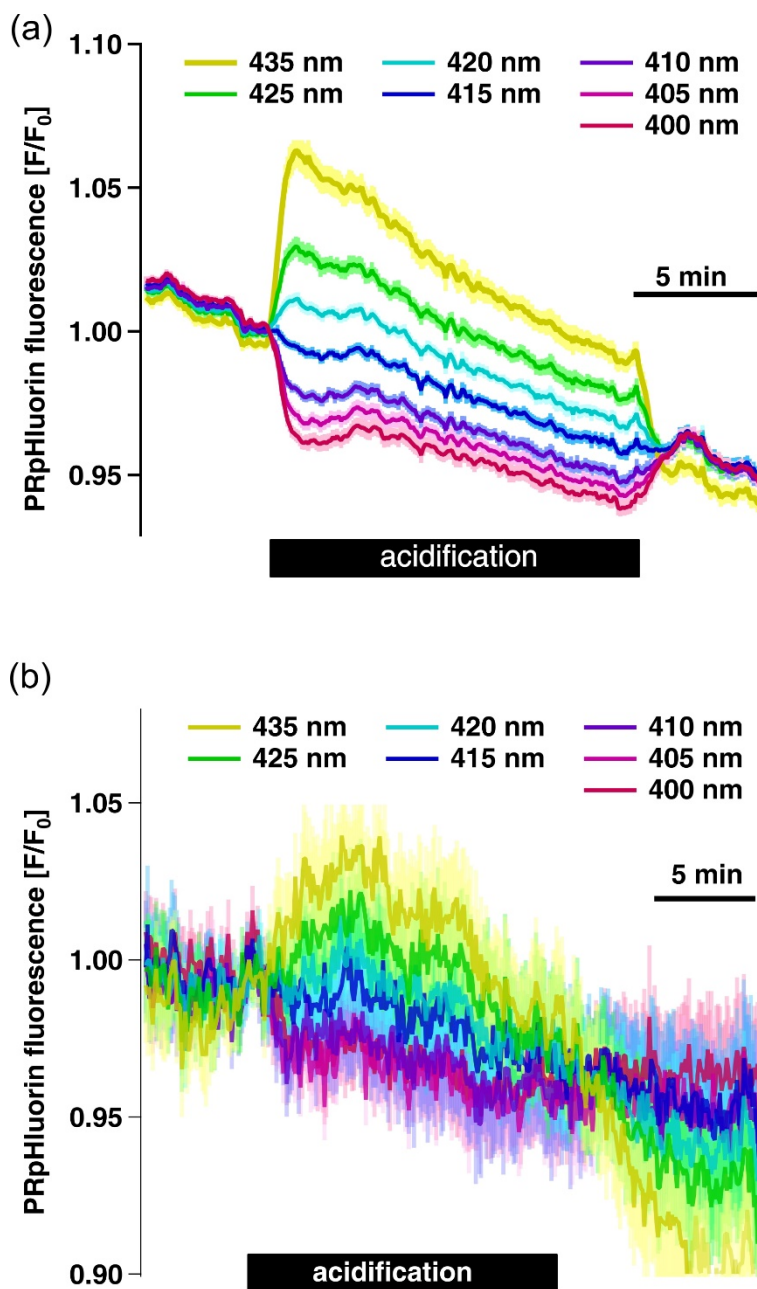 (a)
PRpHluorin fluorescence [F/F₀]
1.10
1.05
1.00
0.95
435 nm 420 nm 410 nm
425 nm 415 nm 405 nm
400 nm
5 min
acidification
(b)
PRpHluorin fluorescence [F/F₀]
1.05
1.00
0.95
0.90
435 nm 420 nm 410 nm
425 nm 415 nm 405 nm
400 nm
5 min
acidification